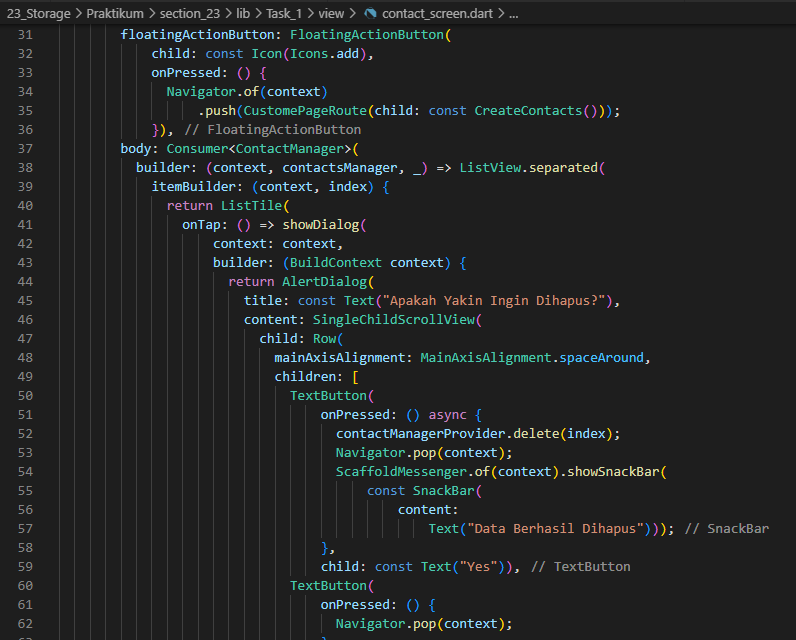 23_Storage > Praktikum > section_23 > lib > Task_1 > view > contact_screen.dart > ...
31 floatingActionButton: FloatingActionButton(
32 child: const Icon(Icons.add),
33 onPressed: () {
34 Navigator.of(context)
35 .push(CustomePageRoute(child: const CreateContacts()));
36 }), // FloatingActionButton
37 body: Consumer<ContactManager>(
38 builder: (context, contactsManager, _) => ListView.separated(
39 itemBuilder: (context, index) {
40 return ListTile(
41 onTap: () => showDialog(
42 context: context,
43 builder: (BuildContext context) {
44 return AlertDialog(
45 title: const Text("Apakah Yakin Ingin Dihapus?"),
46 content: SingleChildScrollView(
47 child: Row(
48 mainAxisAlignment: MainAxisAlignment.spaceAround,
49 children: [
50 TextButton(
51 onPressed: () async {
52 contactManagerProvider.delete(index);
53 Navigator.pop(context);
54 ScaffoldMessenger.of(context).showSnackBar(
55 const SnackBar(
56 content:
57 Text("Data Berhasil Dihapus"))); // SnackBar
58 },
59 child: const Text("Yes")), // TextButton
60 TextButton(
61 onPressed: () {
62 Navigator.pop(context);